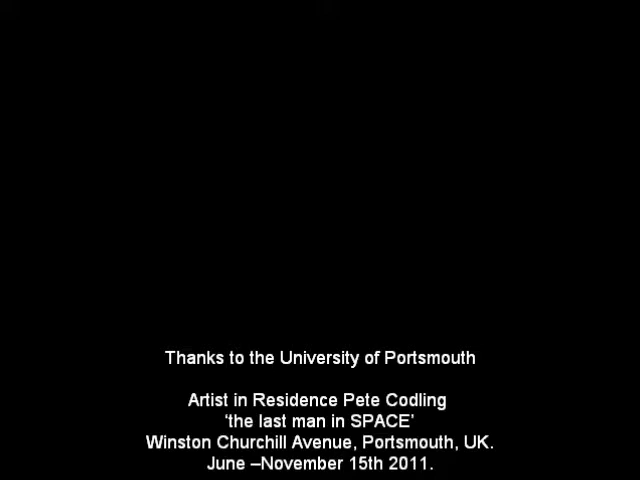 Thanks to the University of Portsmouth
Artist in Residence Pete Codling
'the last man in SPACE'
Winston Churchill Avenue, Portsmouth, UK.
June –November 15th 2011.